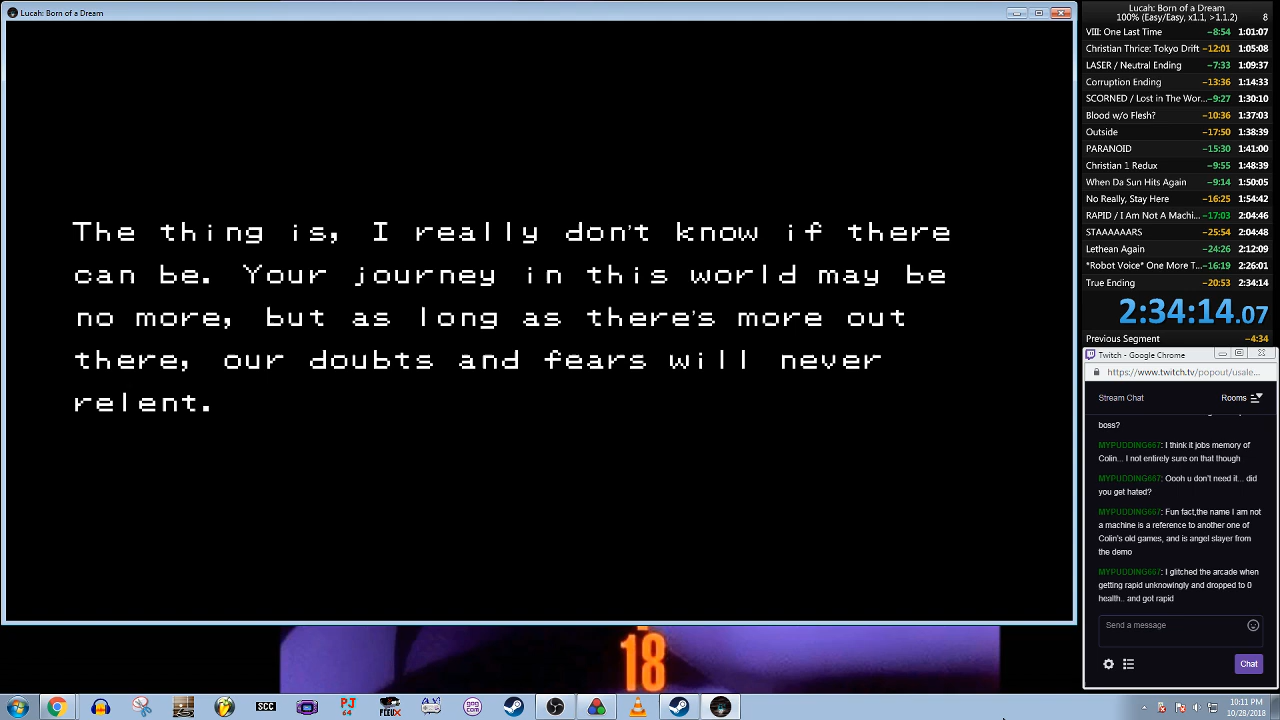 Lucah: Born of a Dream
The thing is, I really don't know if there
can be. Your journey in this world may be
no more, but as long as there's more out
there, our doubts and fears will never
relent.
18
Lucah: Born of a Dream
100% (Easy/Easy, x1.1, >1.1.2) 8
VIII: One Last Time −8:54 1:01:07
Christian Thrice: Tokyo Drift −12:01 1:05:08
LASER / Neutral Ending −7:33 1:09:37
Corruption Ending −13:36 1:14:33
SCORNED / Lost in The Wor... −9:27 1:30:10
Blood w/o Flesh? −10:36 1:37:03
Outside −17:50 1:38:39
PARANOID −15:30 1:41:00
Christian 1 Redux −9:55 1:48:39
When Da Sun Hits Again −9:14 1:50:05
No Really, Stay Here −16:25 1:54:42
RAPID / I Am Not A Machi... −17:03 2:04:46
STAAAAARS −25:54 2:04:48
Lethean Again −24:26 2:12:09
*Robot Voice* One More T... −16:19 2:26:01
True Ending −20:53 2:34:14
2:34:14.07
Previous Segment −4:34
Twitch - Google Chrome
https://www.twitch.tv/popout/usale...
Stream Chat Rooms
boss?
MYPUDDING667: I think it jobs memory of
Colin... I not entirely sure on that though
MYPUDDING667: Oooh u don't need it... did
you get hated?
MYPUDDING667: Fun fact,the name I am not
a machine is a reference to another one of
Colin's old games, and is angel slayer from
the demo
MYPUDDING667: I glitched the arcade when
getting rapid unknowingly and dropped to 0
health.. and got rapid
Send a message
Chat
SCC
PJ
64
10:11 PM
10/28/2018